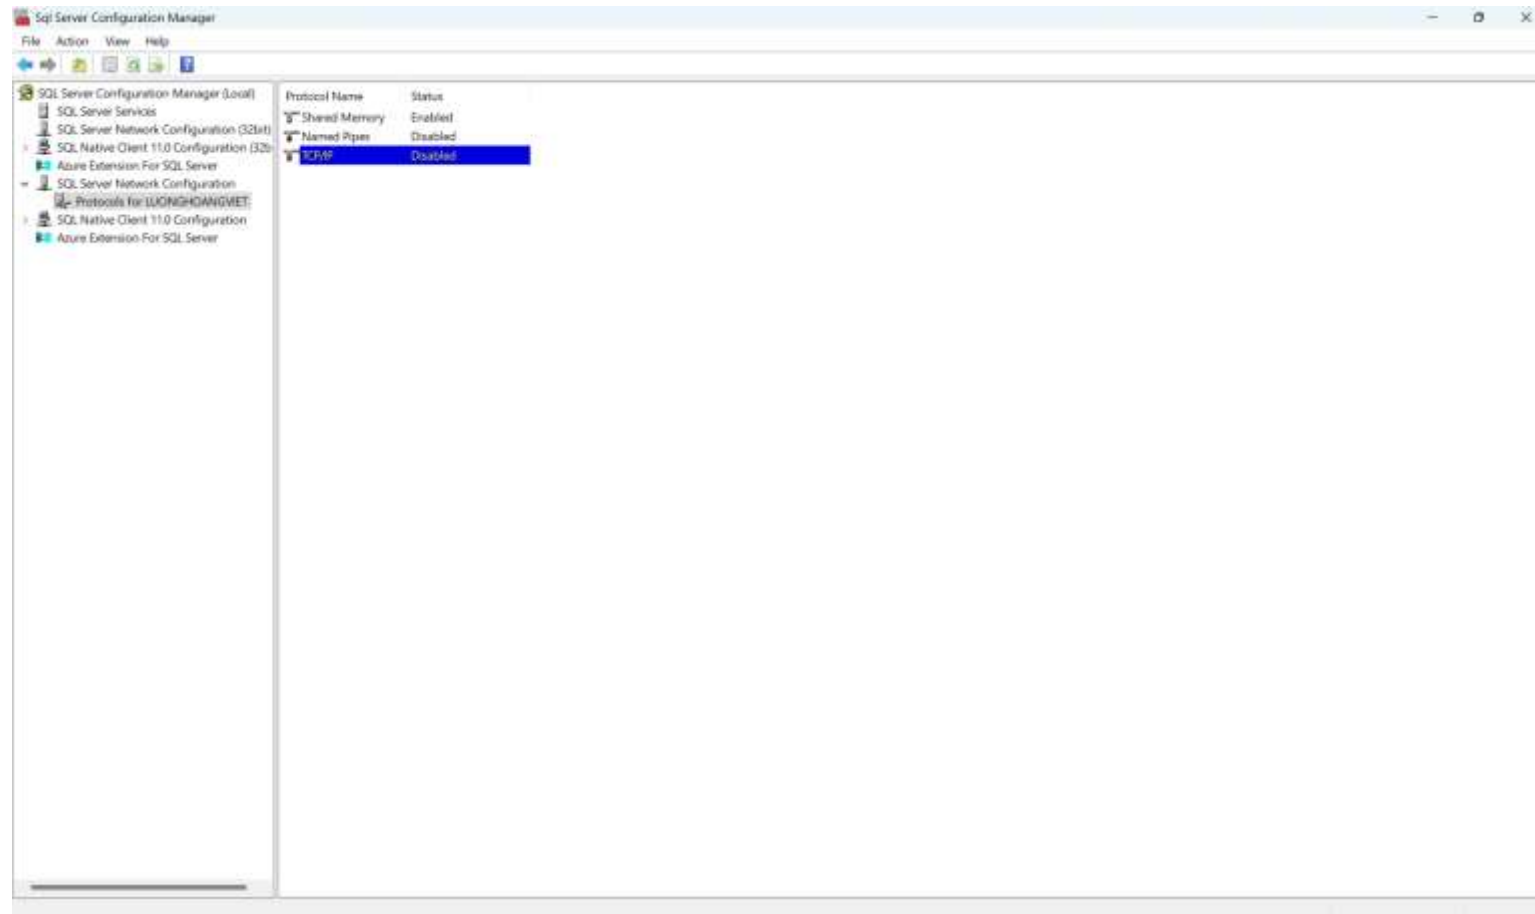 Sql Server Configuration Manager
File Action View Help
SQL Server Configuration Manager (Local)
SQL Server Services
SQL Server Network Configuration (32bit)
SQL Native Client 11.0 Configuration (32b
Azure Extension For SQL Server
SQL Server Network Configuration
Protocols for LUONGHOANGVIET
SQL Native Client 11.0 Configuration
Azure Extension For SQL Server
Protocol Name Status
Shared Memory Enabled
Named Pipes Disabled
TCP/IP Disabled